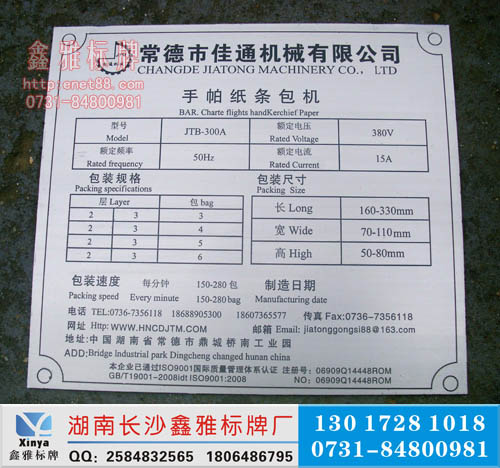 鑫雅标牌
http:enet88.com
0731-84800981
常德市佳通机械有限公司
CHANGDE JIATONG MACHINERY CO., LTD
手帕纸条包机
BAR. Charte flights handKerchief Paper
型号 Model JTB-300A 额定电压 Rated Voltage 380V
额定频率 Rated frequency 50Hz 额定电流 Rated Current 15A
包装规格 包装尺寸
Packing specifications Packing Size
层 Layer 包 bag 长 Long 160-330mm
2 3 3
2 3 4 宽 Wide 70-110mm
2 3 5
2 3 6 高 High 50-80mm
包装速度 每分钟 150-280包 制造日期
Packing speed Every minute 150-280bag Manufacturing date
电话 TEL:0736-7356118 18688905300 18607365577 传真 Fax:0736-7356118
网址 Http: WWW.HNCDJTM.COM 邮箱 Email: jiatonggongsi88@163.com
地址:中国湖南省常德市鼎城桥南工业园
ADD:Bridge Industrial park Dingcheng changed hunan china
本企业已通过ISO9001国际质量管理体系认证 注册号: 06909Q14448ROM
GB/T19001-2008idt ISO9001:2008 NO: 06909Q14448ROM
Xinya
鑫雅标牌
湖南长沙鑫雅标牌厂 130 1728 1018
QQ: 2584832565 1806486795 0731-84800981